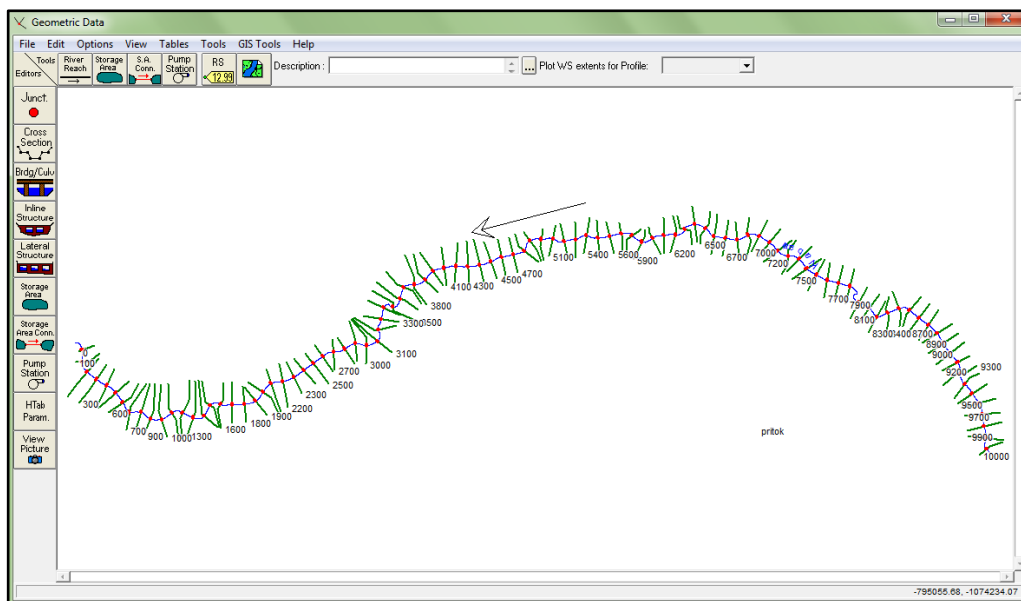 Geometric Data
File Edit Options View Tables Tools GIS Tools Help
Tools
Editors
River Reach
Storage Area
S.A. Conn.
Pump Station
RS
12.99
Description :
...
Plot WS extents for Profile:
Junct.
Cross Section
Brdg/Culv
Inline Structure
Lateral Structure
Storage Area
Storage Area Conn.
Pump Station
HTab Param.
View Picture
0
-100
300
600
700
900
1000
1300
1600
1800
1900
2200
2300
2500
2700
3000
3100
3300
3500
3800
4100
4300
4500
4700
5100
5400
5600
5900
6200
6500
6700
7000
7200
7500
7700
7900
8100
8300
8400
8700
8900
9000
9200
9300
9500
9700
9900
10000
pritok
-795055.68, -1074234.07